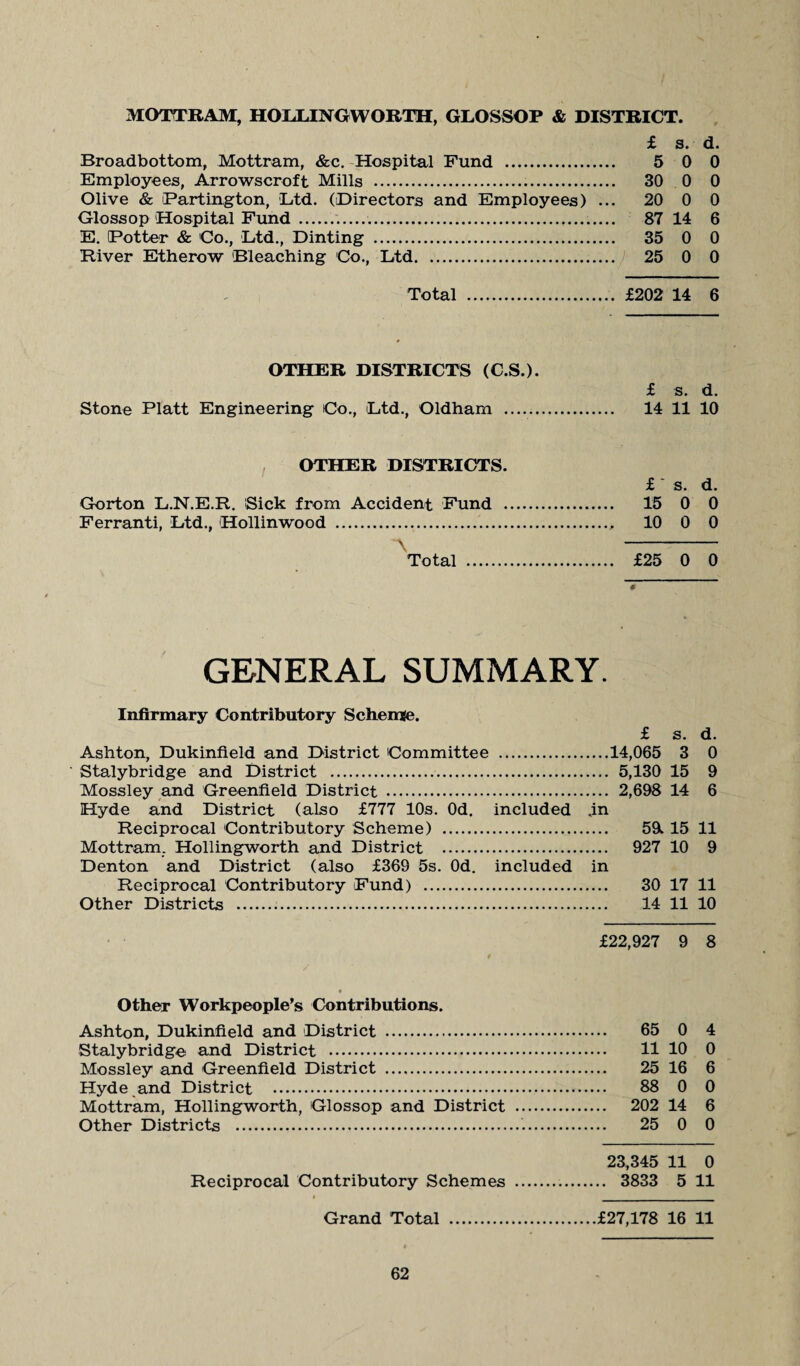 MOTTRAM, HOLLINGWORTH, GLOSSOP & DISTRICT.
£ s. d.
Broadbottom, Mottram, &c. Hospital Fund ................... 5 0 0
Employees, Arrowscroft Mills ................... 30 0 0
Olive & Partington, Ltd. (Directors and Employees) ... 20 0 0
Glossop Hospital Fund ................... 87 14 6
E. Potter & Co., Ltd., Dinting ................... 35 0 0
River Etherow Bleaching Co., Ltd. ................... 25 0 0
Total ................... £202 14 6
OTHER DISTRICTS (C.S.).
£ s. d.
Stone Platt Engineering Co., Ltd., Oldham ................... 14 11 10
OTHER DISTRICTS.
£ s. d.
Gorton L.N.E.R. Sick from Accident Fund ................... 15 0 0
Ferranti, Ltd., Hollinwood ................... 10 0 0
Total ................... £25 0 0
GENERAL SUMMARY.
Infirmary Contributory Scheme.
£ s. d.
Ashton, Dukinfield and District Committee ...................14,065 3 0
Stalybridge and District ................... 5,130 15 9
Mossley and Greenfield District ................... 2,698 14 6
Hyde and District (also £777 10s. 0d. included in
Reciprocal Contributory Scheme) ................... 59 15 11
Mottram, Hollingworth and District ................... 927 10 9
Denton and District (also £369 5s. 0d. included in
Reciprocal Contributory Fund) ................... 30 17 11
Other Districts ................... 14 11 10
£22,927 9 8
Other Workpeople's Contributions.
Ashton, Dukinfield and District ................... 65 0 4
Stalybridge and District ................... 11 10 0
Mossley and Greenfield District ................... 25 16 6
Hyde and District ................... 88 0 0
Mottram, Hollingworth, Glossop and District ................... 202 14 6
Other Districts ................... 25 0 0
23,345 11 0
Reciprocal Contributory Schemes ................... 3833 5 11
Grand Total ...................£27,178 16 11
62